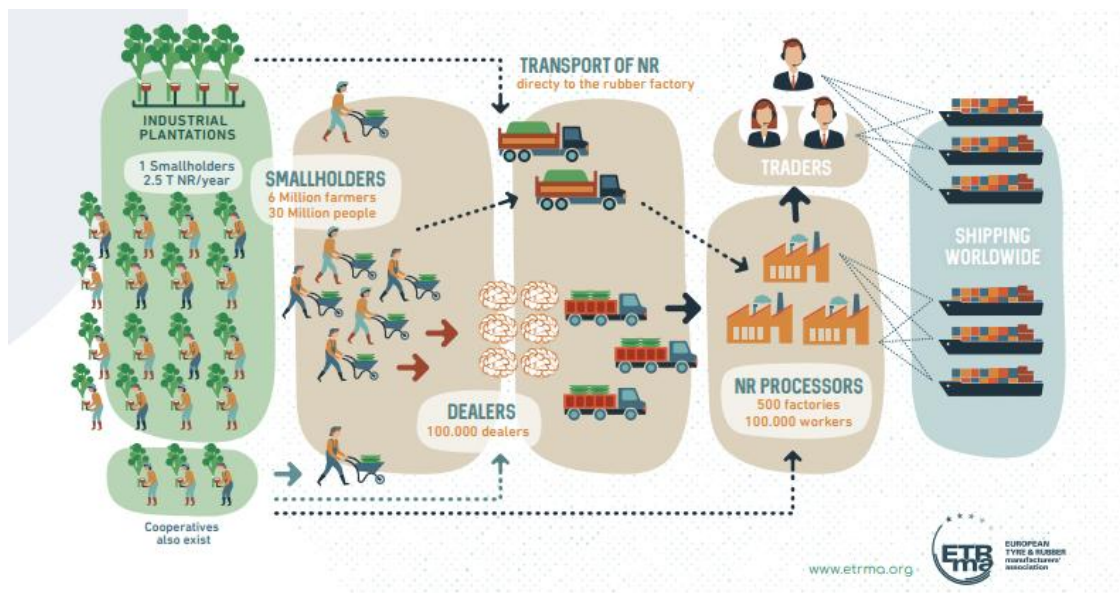 INDUSTRIAL
PLANTATIONS
1 Smallholders
2.5 T NR/year
SMALLHOLDERS
6 Million farmers
30 Million people
TRANSPORT OF NR
directy to the rubber factory
DEALERS
100.000 dealers
TRADERS
NR PROCESSORS
500 factories
100.000 workers
SHIPPING
WORLDWIDE
Cooperatives
also exist
www.etrma.org
ETR
ma
EUROPEAN
TYRE & RUBBER
manufacturers'
association